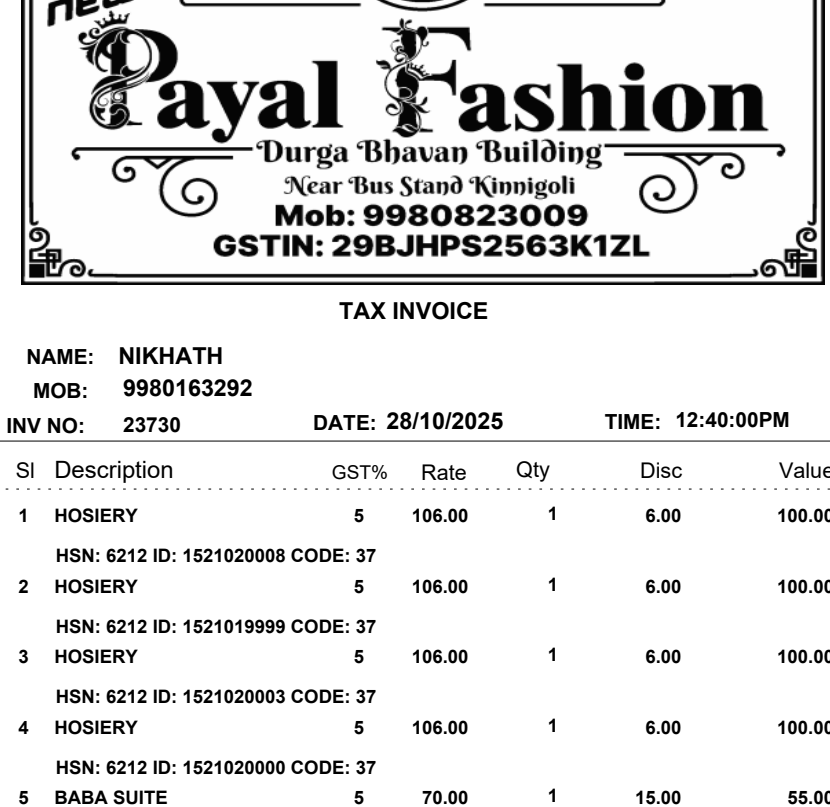 new
Payal Fashion
Durga Bhavan Building
Near Bus Stand Kinnigoli
Mob: 9980823009
GSTIN: 29BJHPS2563K1ZL
TAX INVOICE
NAME: NIKHATH
MOB: 9980163292
INV NO: 23730 DATE: 28/10/2025 TIME: 12:40:00PM
Sl Description GST% Rate Qty Disc Value
1 HOSIERY 5 106.00 1 6.00 100.00
HSN: 6212 ID: 1521020008 CODE: 37
2 HOSIERY 5 106.00 1 6.00 100.00
HSN: 6212 ID: 1521019999 CODE: 37
3 HOSIERY 5 106.00 1 6.00 100.00
HSN: 6212 ID: 1521020003 CODE: 37
4 HOSIERY 5 106.00 1 6.00 100.00
HSN: 6212 ID: 1521020000 CODE: 37
5 BABA SUITE 5 70.00 1 15.00 55.00